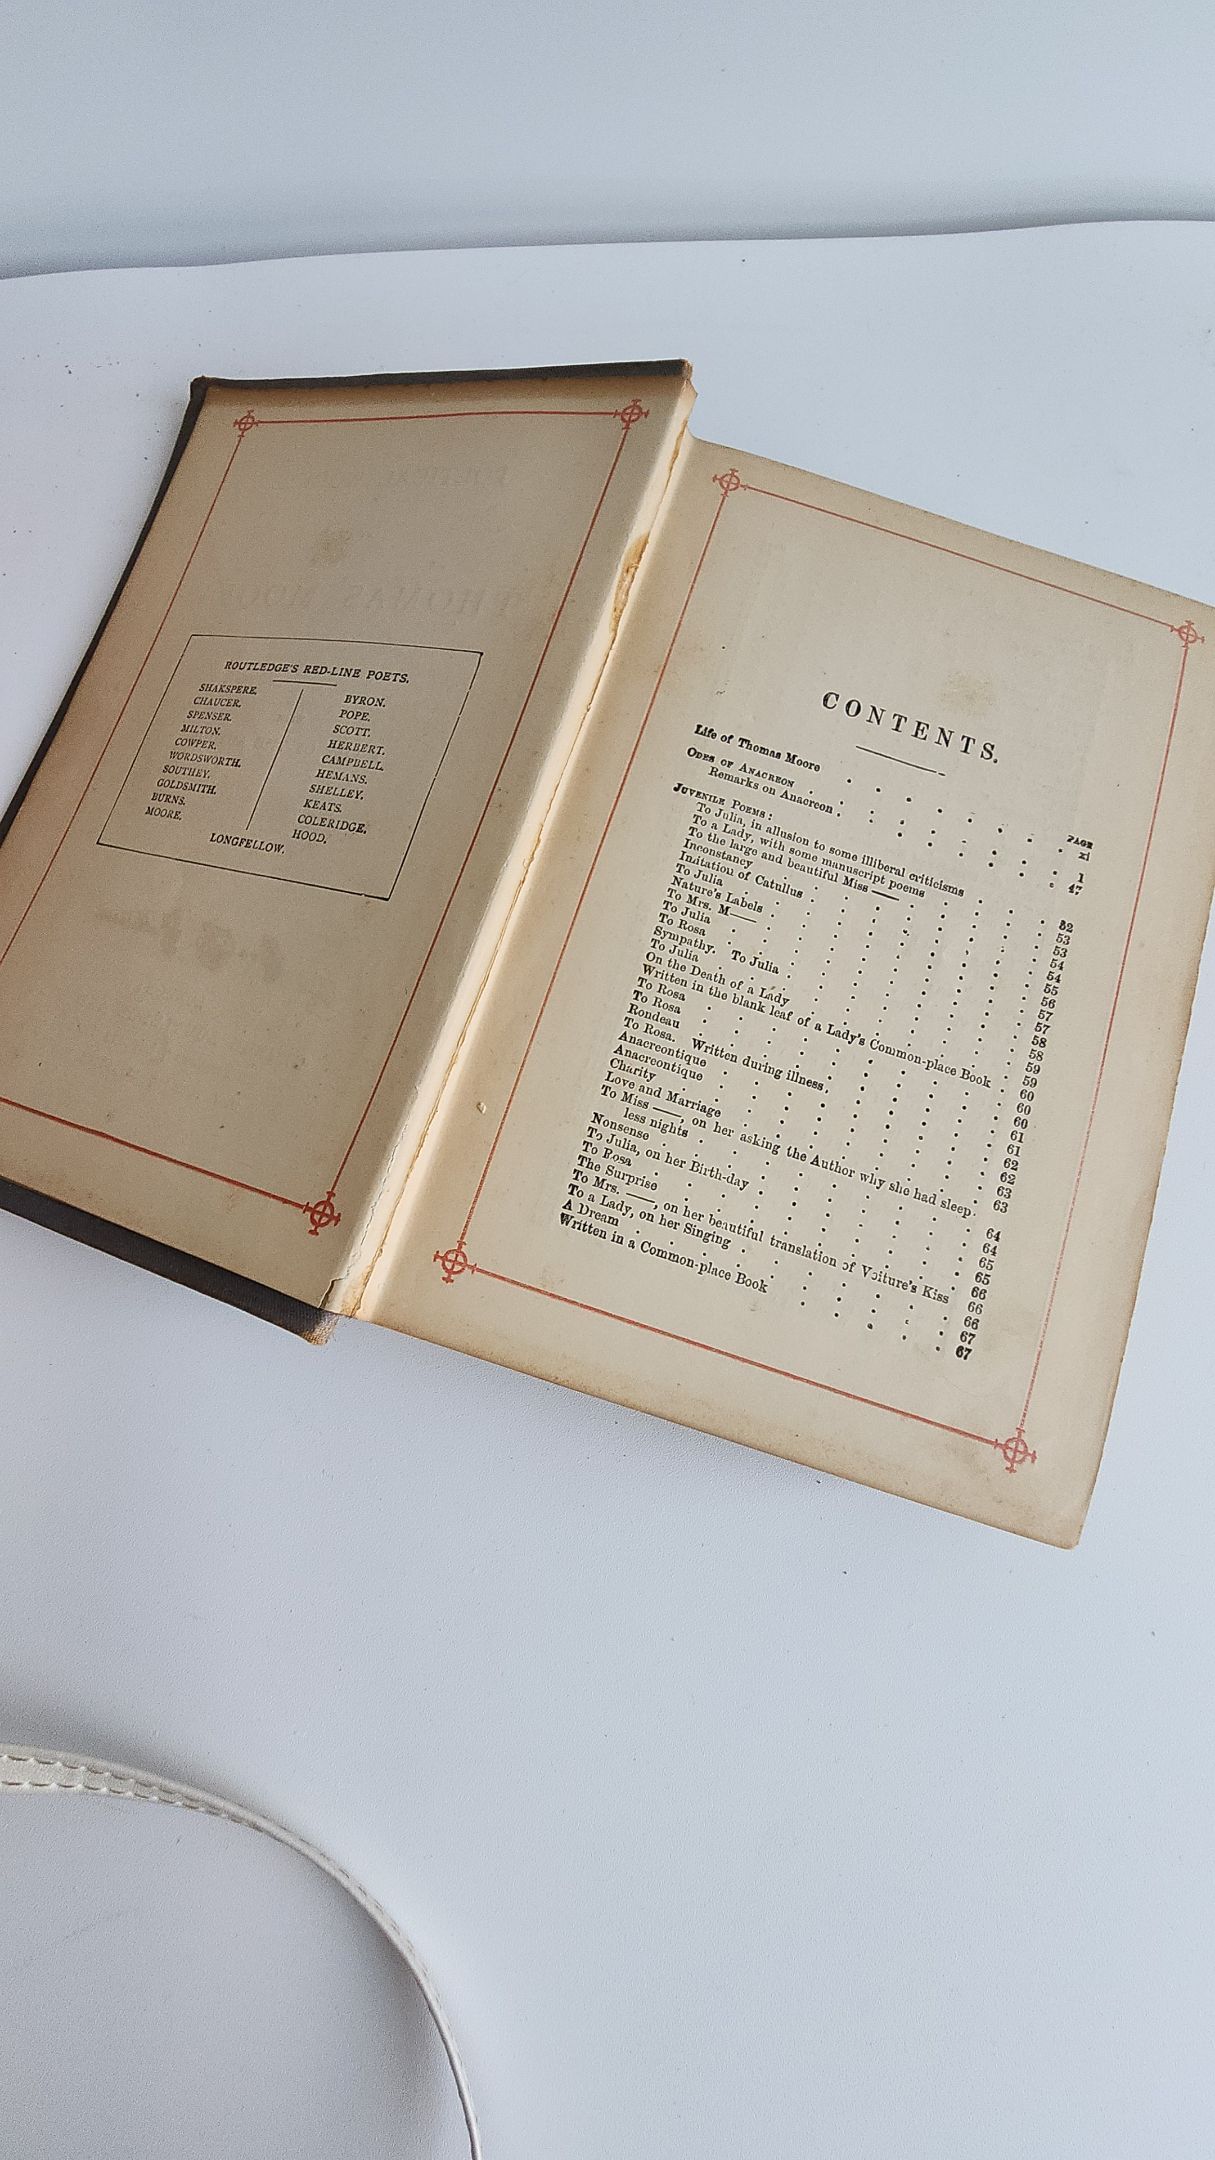 ROUTLEDGE'S RED-LINE POETS.
SHAKSPERE.
CHAUCER.
SPENSER.
MILTON.
COWPER.
WORDSWORTH.
SOUTHEY.
GOLDSMITH.
BURNS.
MOORE.
BYRON.
POPE.
SCOTT.
HERBERT.
CAMPBELL.
HEMANS.
SHELLEY.
KEATS.
COLERIDGE.
HOOD.
LONGFELLOW.
CONTENTS.
PAGE
Life of Thomas Moore xi
ODES OF ANACREON 1
Remarks on Anacreon 47
JUVENILE POEMS:
To Julia, in allusion to some illiberal criticisms 52
To a Lady, with some manuscript poems 53
To the large and beautiful Miss —— 53
Inconstancy 54
Imitation of Catullus 54
To Julia 55
Nature's Labels 56
To Mrs. M—— 57
To Julia 57
To Rosa 58
Sympathy. To Julia 58
To Julia 59
On the Death of a Lady 59
Written in the blank leaf of a Lady's Common-place Book 60
To Rosa 60
To Rosa 60
Rondeau 61
To Rosa. Written during illness 61
Anacreontique 62
Anacreontique 62
Charity 63
Love and Marriage 63
To Miss ——, on her asking the Author why she had sleep-
less nights 64
Nonsense 64
To Julia, on her Birth-day 65
To Rosa 65
The Surprise 66
To Mrs. ——, on her beautiful translation of Voiture's Kiss 66
To a Lady, on her Singing 66
A Dream 67
Written in a Common-place Book 67